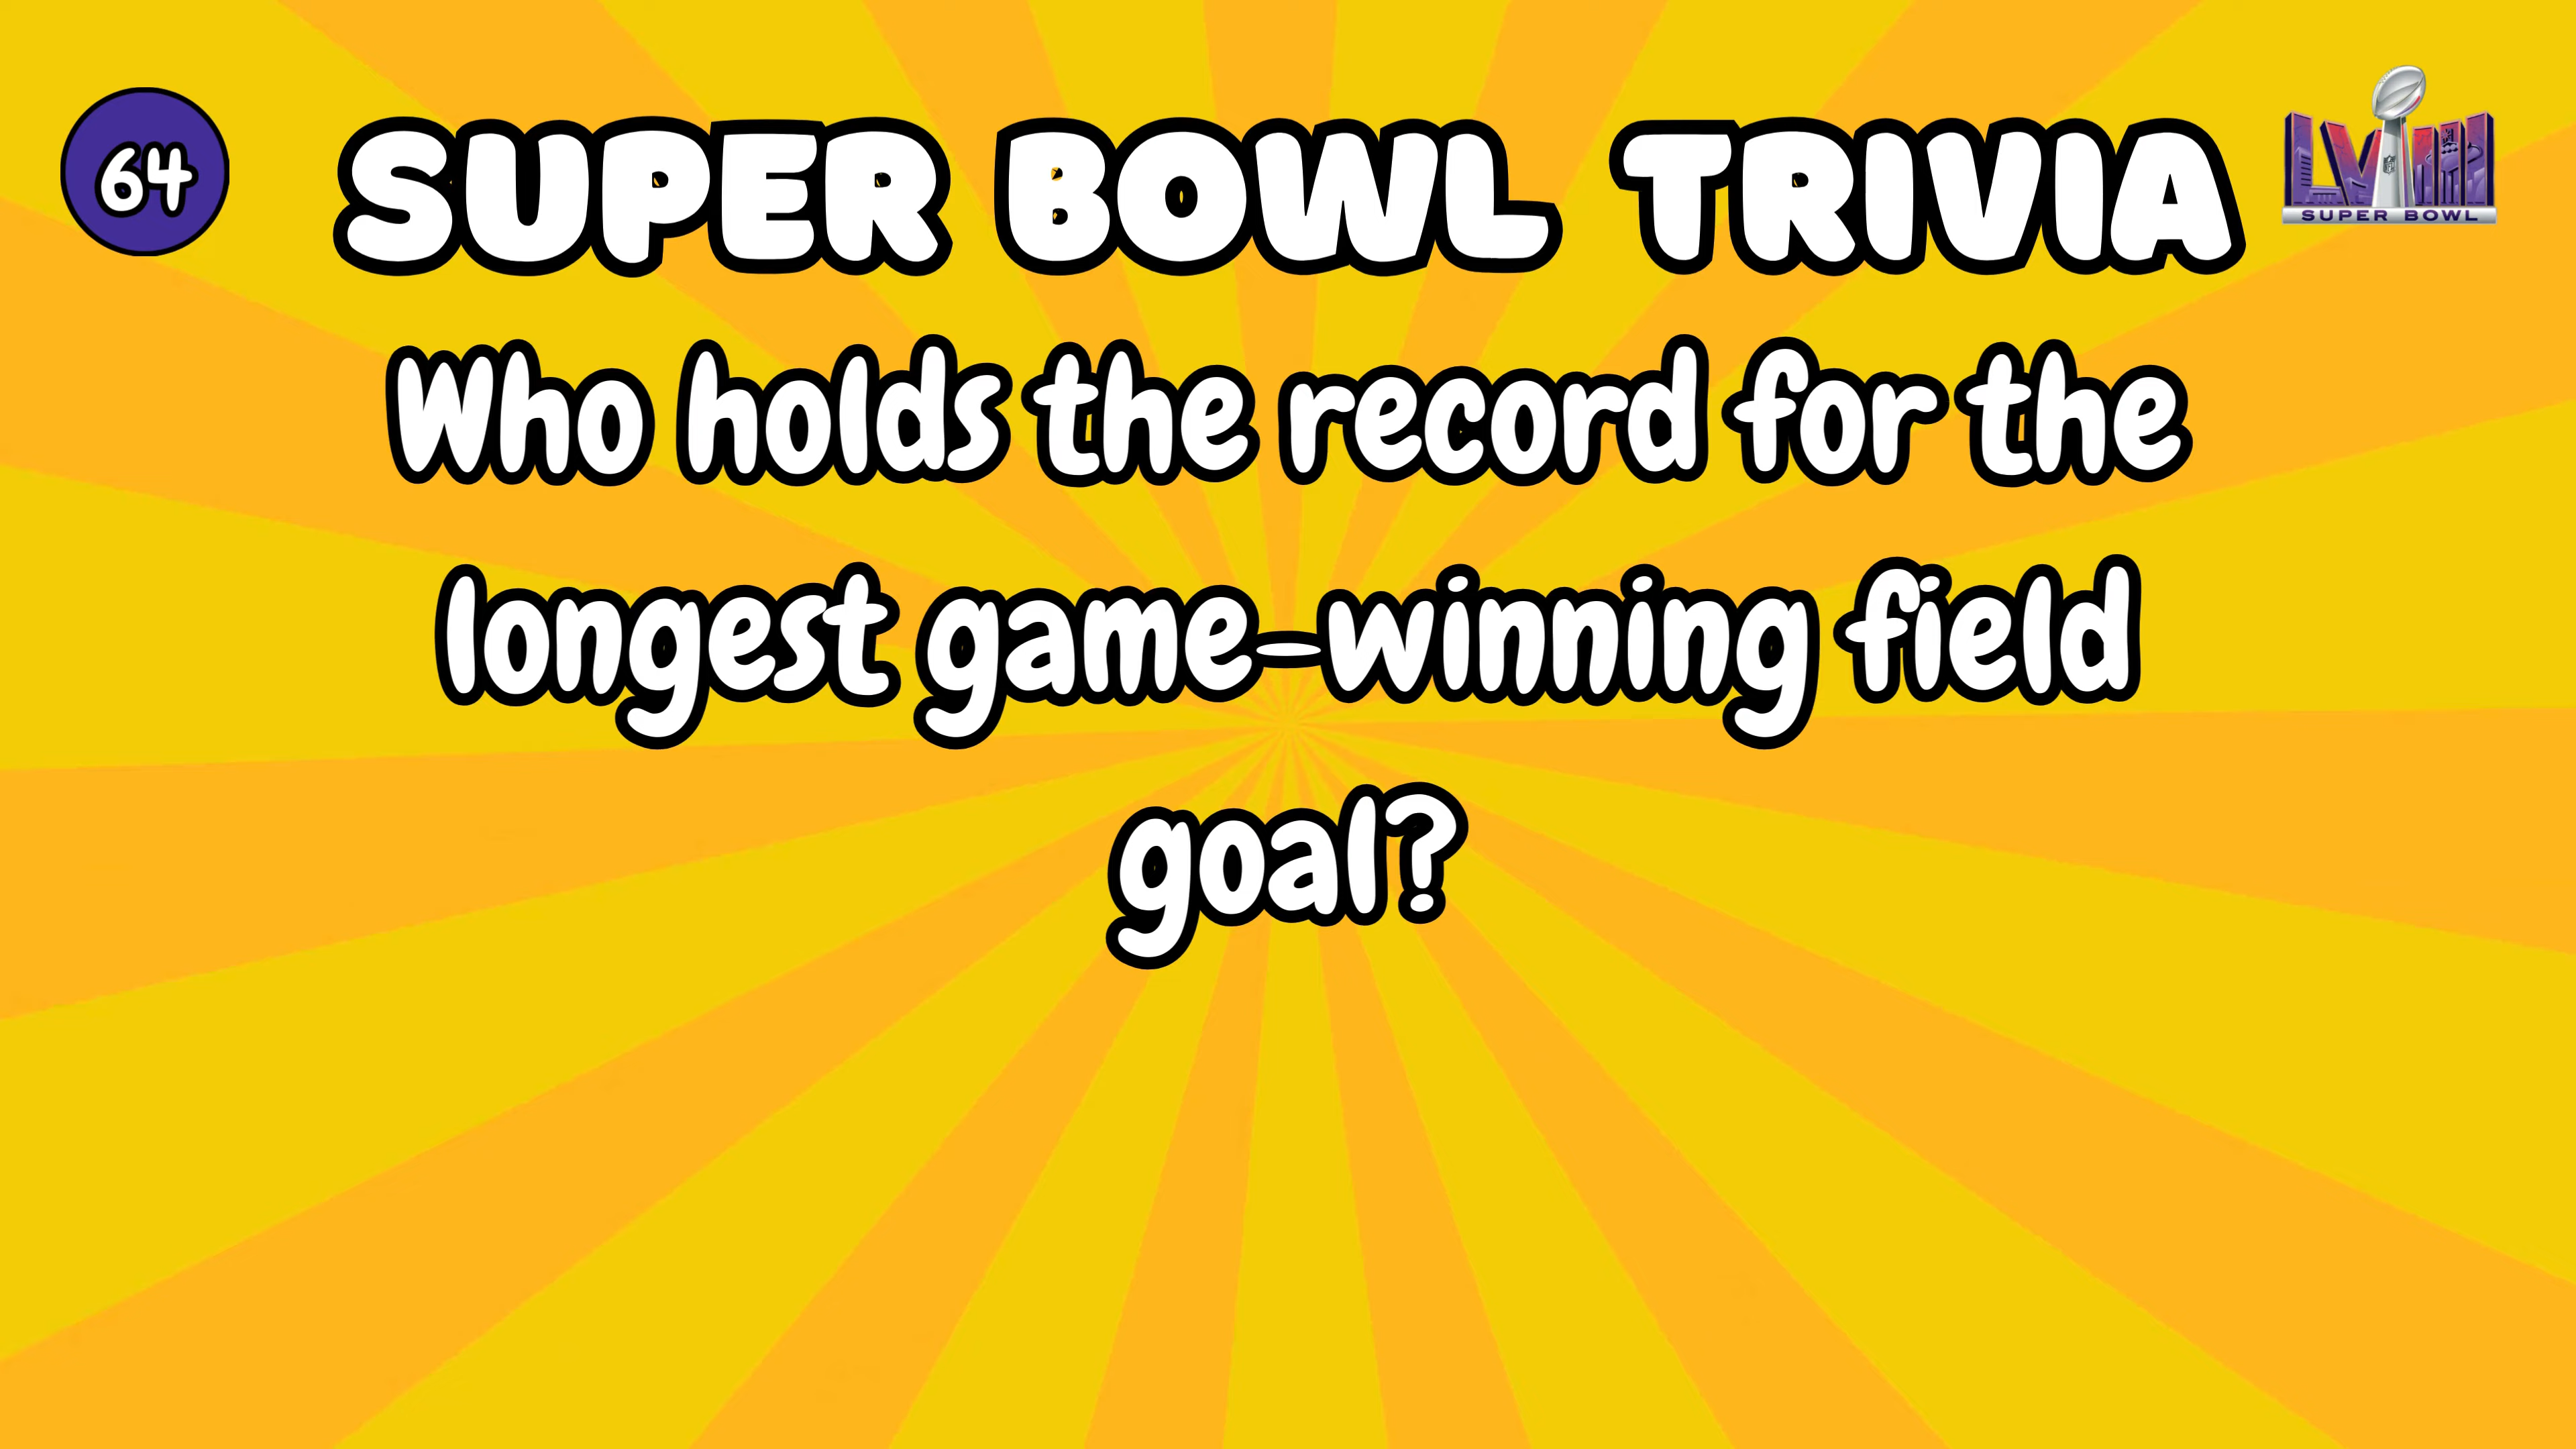 64
SUPER BOWL TRIVIA
LVIII
SUPER BOWL
Who holds the record for the
longest game-winning field
goal?